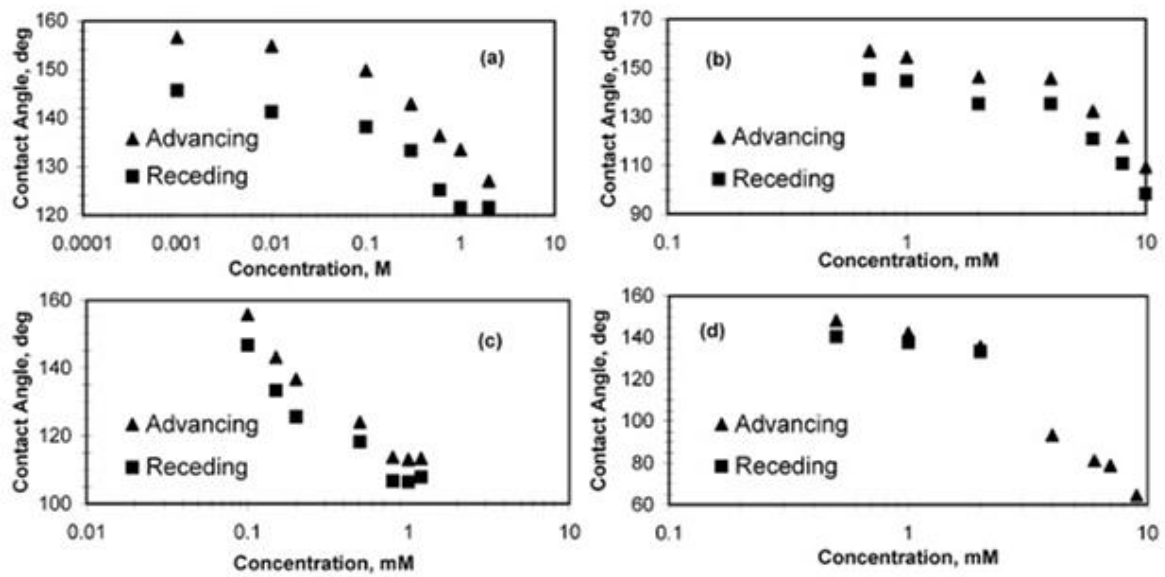 160
150
140
130
120
Contact Angle, deg
(a)
▲ Advancing
■ Receding
0.0001 0.001 0.01 0.1 1 10
Concentration, M
170
150
130
110
90
Contact Angle, deg
(b)
▲ Advancing
■ Receding
0.1 1 10
Concentration, mM
160
140
120
100
Contact Angle, deg
(c)
▲ Advancing
■ Receding
0.01 0.1 1 10
Concentration, mM
160
140
120
100
80
60
Contact Angle, deg
(d)
▲ Advancing
■ Receding
0.1 1 10
Concentration, mM